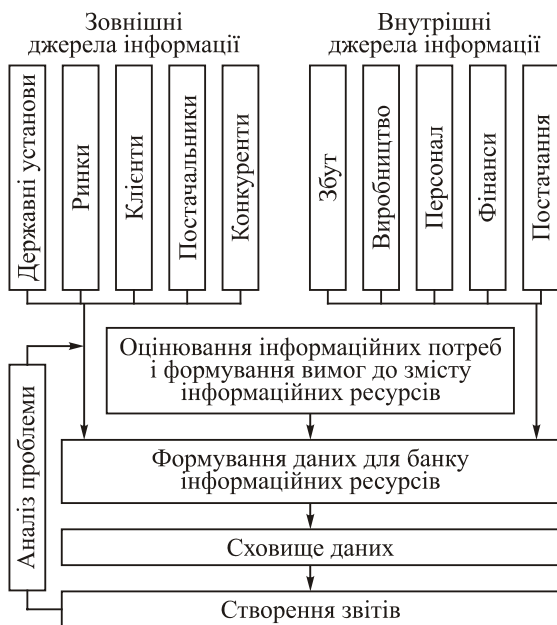 Зовнішні
джерела інформації
Внутрішні
джерела інформації
Державні установи
Ринки
Клієнти
Постачальники
Конкуренти
Збут
Виробництво
Персонал
Фінанси
Постачання
Оцінювання інформаційних потреб
і формування вимог до змісту
інформаційних ресурсів
Аналіз проблеми
Формування даних для банку
інформаційних ресурсів
Сховище даних
Створення звітів